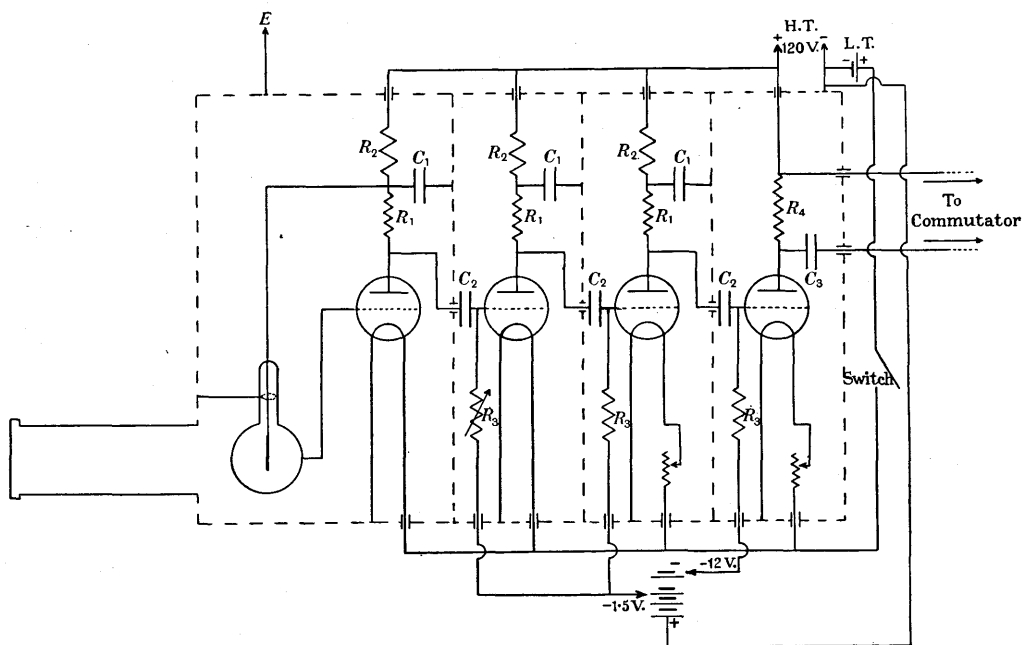 E
+ H.T. -
120 V.
L.T.
- +
R₂
C₁
R₂
C₁
R₂
C₁
R₁
R₁
R₁
R₄
To
Commutator
C₂
C₂
C₂
C₃
Switch
R₃
R₃
R₃
-12 V.
-1·5V.
+